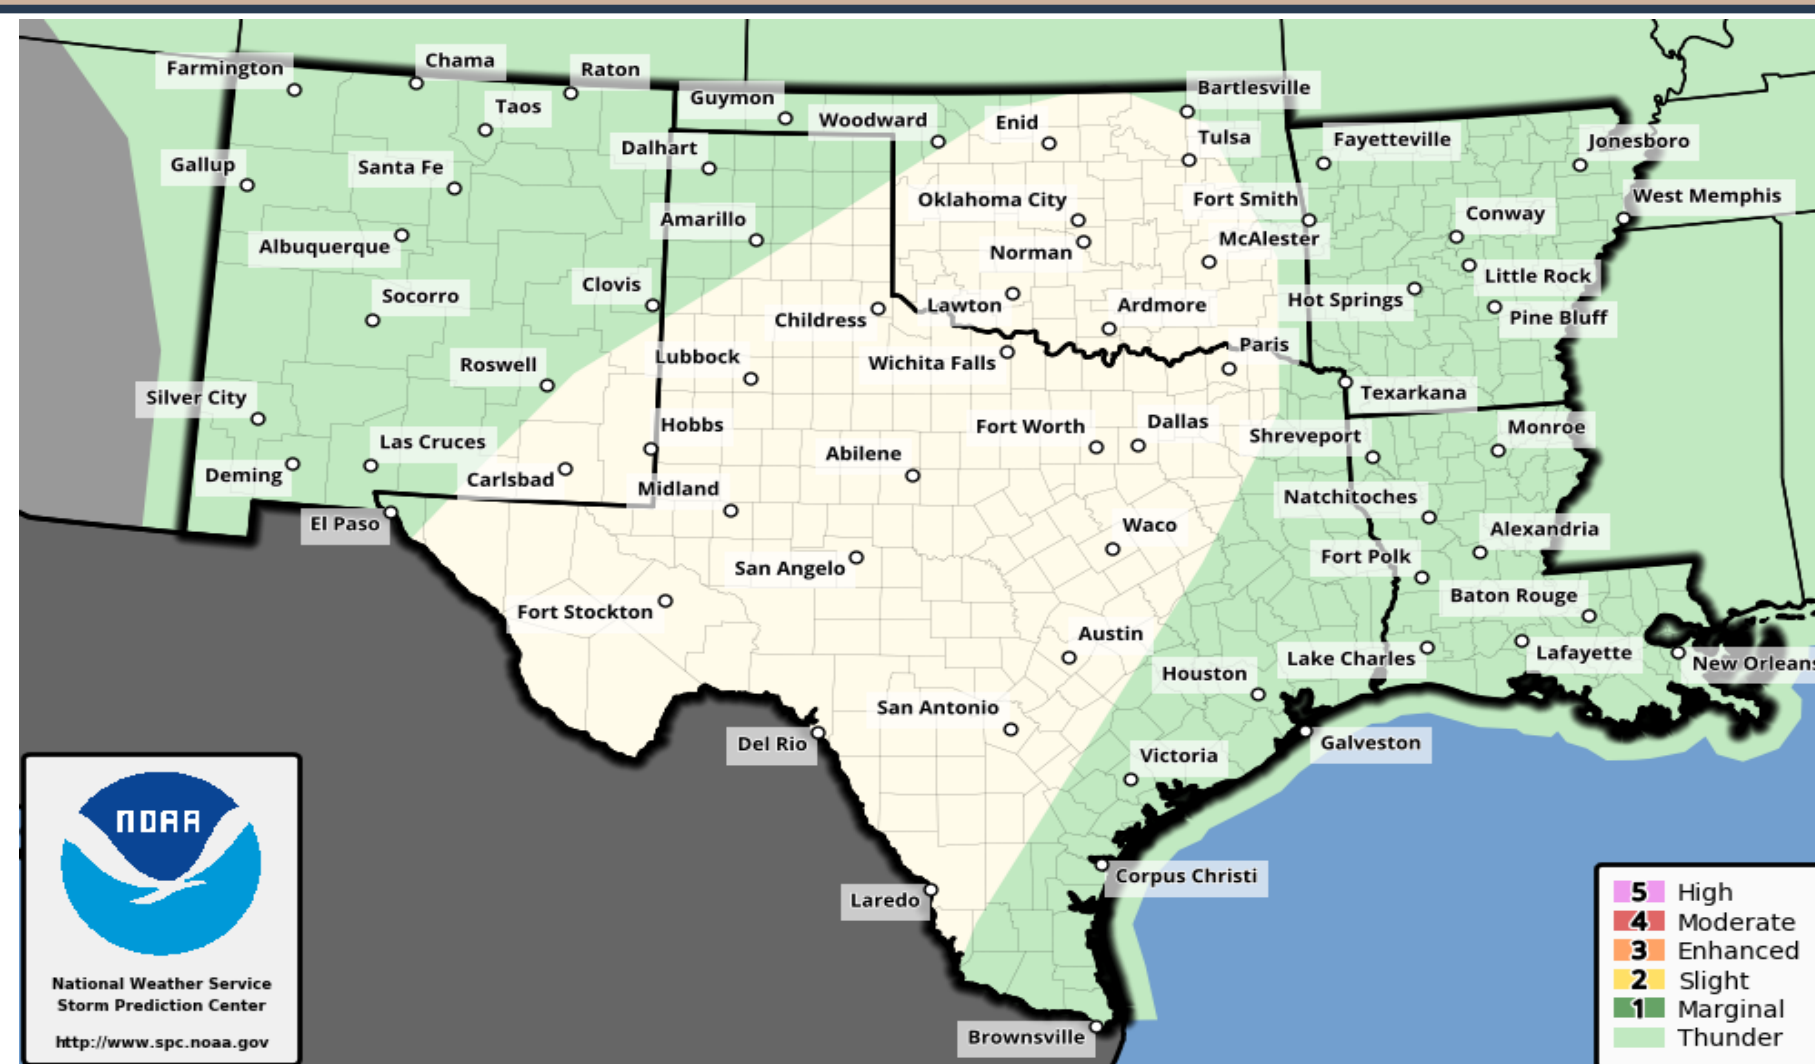 Farmington
Chama
Raton
Taos
Guymon
Woodward
Enid
Bartlesville
Tulsa
Fayetteville
Jonesboro
Gallup
Santa Fe
Dalhart
Oklahoma City
Fort Smith
Conway
West Memphis
Albuquerque
Amarillo
Norman
McAlester
Little Rock
Socorro
Clovis
Childress
Lawton
Ardmore
Hot Springs
Pine Bluff
Roswell
Lubbock
Wichita Falls
Paris
Texarkana
Silver City
Hobbs
Fort Worth
Dallas
Shreveport
Monroe
Las Cruces
Deming
Carlsbad
Midland
Abilene
Natchitoches
El Paso
Waco
Alexandria
San Angelo
Fort Polk
Fort Stockton
Baton Rouge
Austin
Lake Charles
Lafayette
New Orleans
Houston
San Antonio
Del Rio
Galveston
Victoria
Laredo
Corpus Christi
Brownsville
NOAA
National Weather Service
Storm Prediction Center
http://www.spc.noaa.gov
5 High
4 Moderate
3 Enhanced
2 Slight
1 Marginal
Thunder